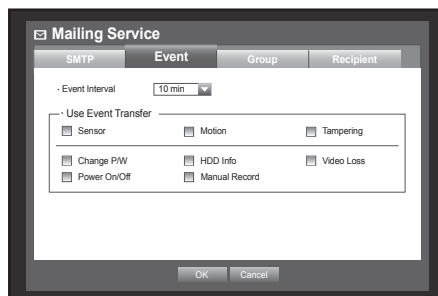 Mailing Service
SMTP Event Group Recipient
· Event Interval 10 min
· Use Event Transfer
Sensor Motion Tampering
Change P/W HDD Info Video Loss
Power On/Off Manual Record
OK Cancel